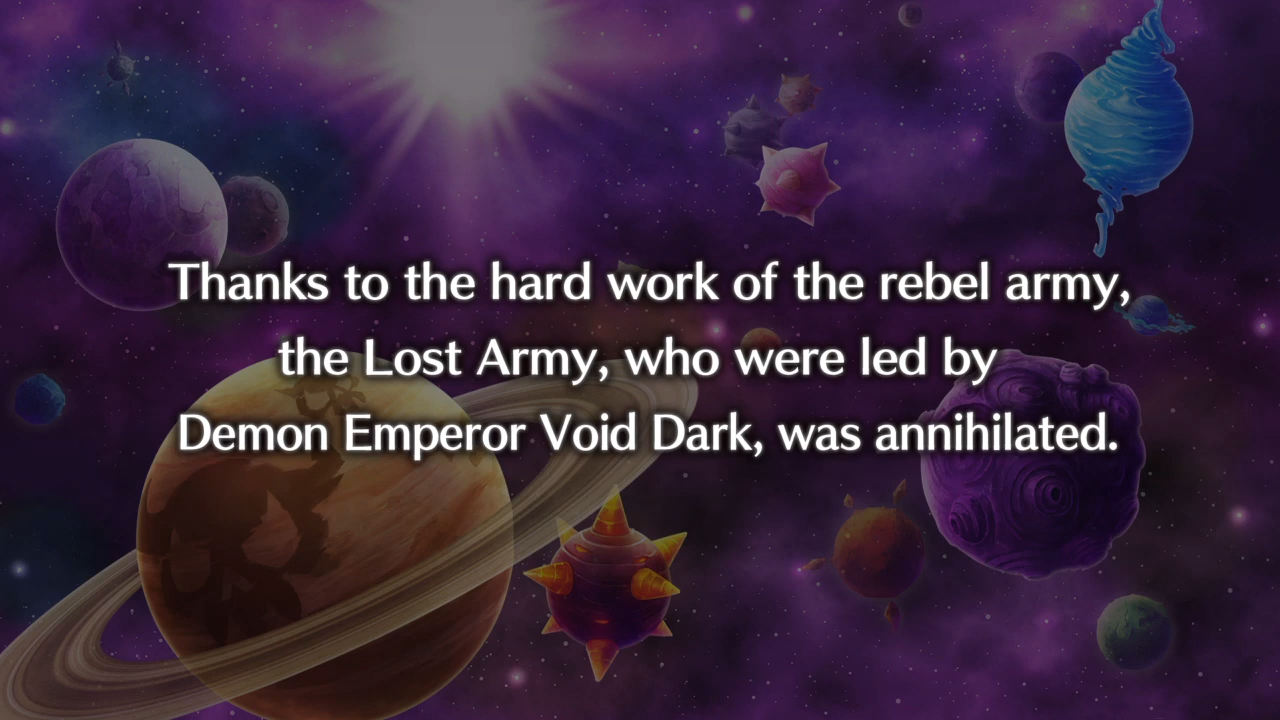 Thanks to the hard work of the rebel army,
the Lost Army, who were led by
Demon Emperor Void Dark, was annihilated.